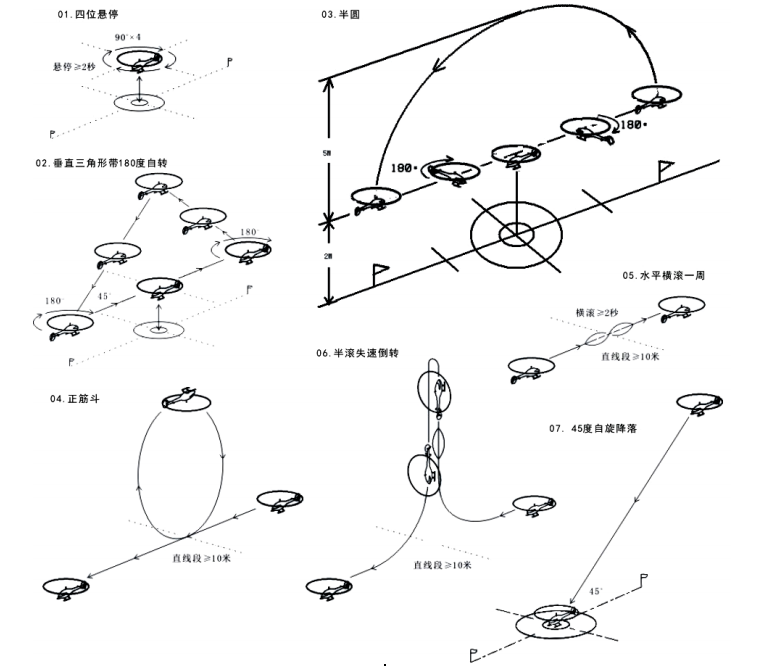 01.四位悬停
90°×4
悬停≥2秒
02.垂直三角形带180度自转
180°
180°
45°
03.半圆
180°
180°
5M
2M
04.正筋斗
直线段≥10米
05.水平横滚一周
横滚≥2秒
直线段≥10米
06.半滚失速倒转
直线段≥10米
07. 45度自旋降落
45°